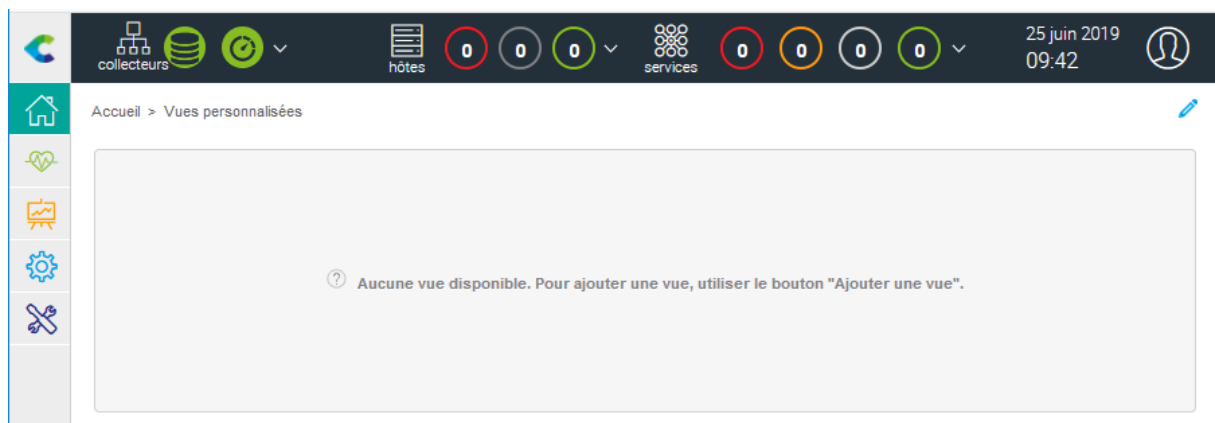 collecteurs
hôtes 0 0 0
services 0 0 0 0
25 juin 2019
09:42
Accueil > Vues personnalisées
Aucune vue disponible. Pour ajouter une vue, utiliser le bouton "Ajouter une vue".